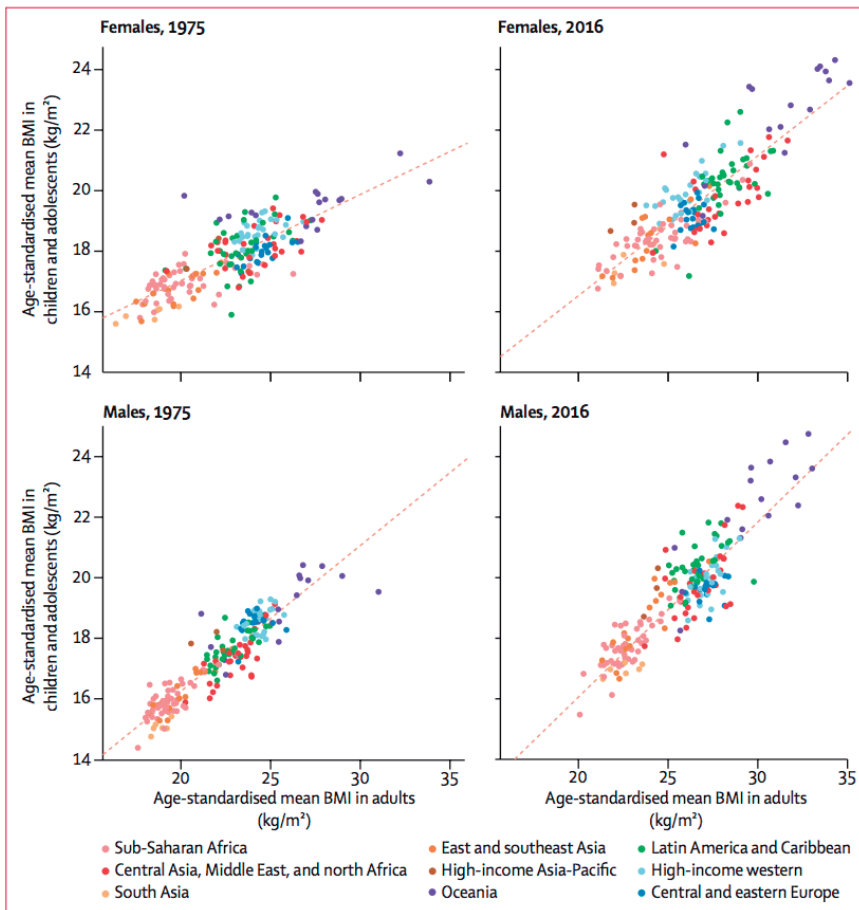 Females, 1975
Females, 2016
Age-standardised mean BMI in
children and adolescents (kg/m²)
24
22
20
18
16
14
Males, 1975
Males, 2016
Age-standardised mean BMI in
children and adolescents (kg/m²)
24
22
20
18
16
14
20 25 30 35
20 25 30 35
Age-standardised mean BMI in adults
(kg/m²)
Age-standardised mean BMI in adults
(kg/m²)
Sub-Saharan Africa
Central Asia, Middle East, and north Africa
South Asia
East and southeast Asia
High-income Asia-Pacific
Oceania
Latin America and Caribbean
High-income western
Central and eastern Europe